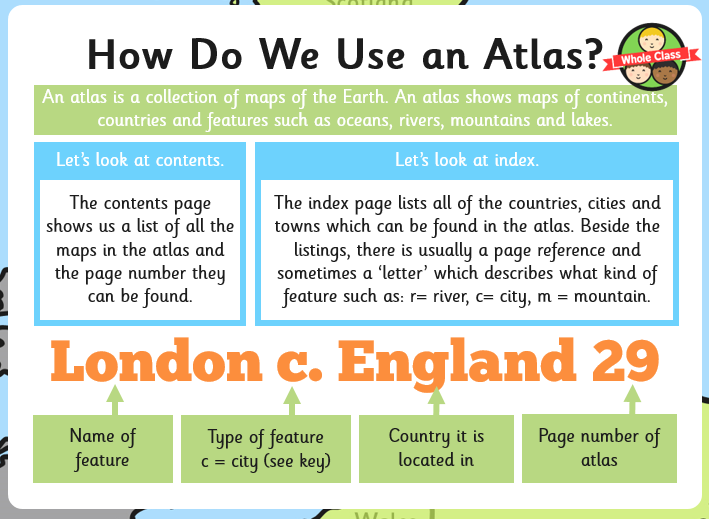 Scotland
How Do We Use an Atlas?
Whole Class
An atlas is a collection of maps of the Earth. An atlas shows maps of continents,
countries and features such as oceans, rivers, mountains and lakes.
Let's look at contents.
The contents page
shows us a list of all the
maps in the atlas and
the page number they
can be found.
Let's look at index.
The index page lists all of the countries, cities and
towns which can be found in the atlas. Beside the
listings, there is usually a page reference and
sometimes a 'letter' which describes what kind of
feature such as: r= river, c= city, m = mountain.
London c. England 29
Name of
feature
Type of feature
c = city (see key)
Country it is
located in
Page number of
atlas
Wales